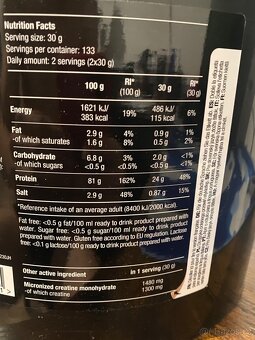 Nutrition Facts
Serving size: 30 g
Servings per container: 133
Daily amount: 2 servings (2x30 g)
100 g RI* (100 g) 30 g RI* (30 g)
Energy 1621 kJ/ 383 kcal 19% 486 kJ/ 115 kcal 6%
Fat 2.9 g 4% 0.9 g 1%
-of which saturates 1.6 g 8% 0.5 g 2%
Carbohydrate 6.8 g 3% 2.0 g <1%
-of which sugars <0.5 g <0.5% <0.5 g <0.5%
Protein 81 g 162% 24 g 48%
Salt 2.9 g 48% 0.87 g 15%
*Reference intake of an average adult (8400 kJ/2000 kcal).
Fat free: <0.5 g fat/100 ml ready to drink product prepared with
water. Sugar free: <0.5 g sugar/100 ml ready to drink product
prepared with water. Gluten free according to EU regulation. Lactose
free: <0.1 g lactose/100 g ready to drink product prepared with water.
Other active ingredient in 1 serving (30 g)
Micronized creatine monohydrate 1480 mg
-of which creatine 1300 mg